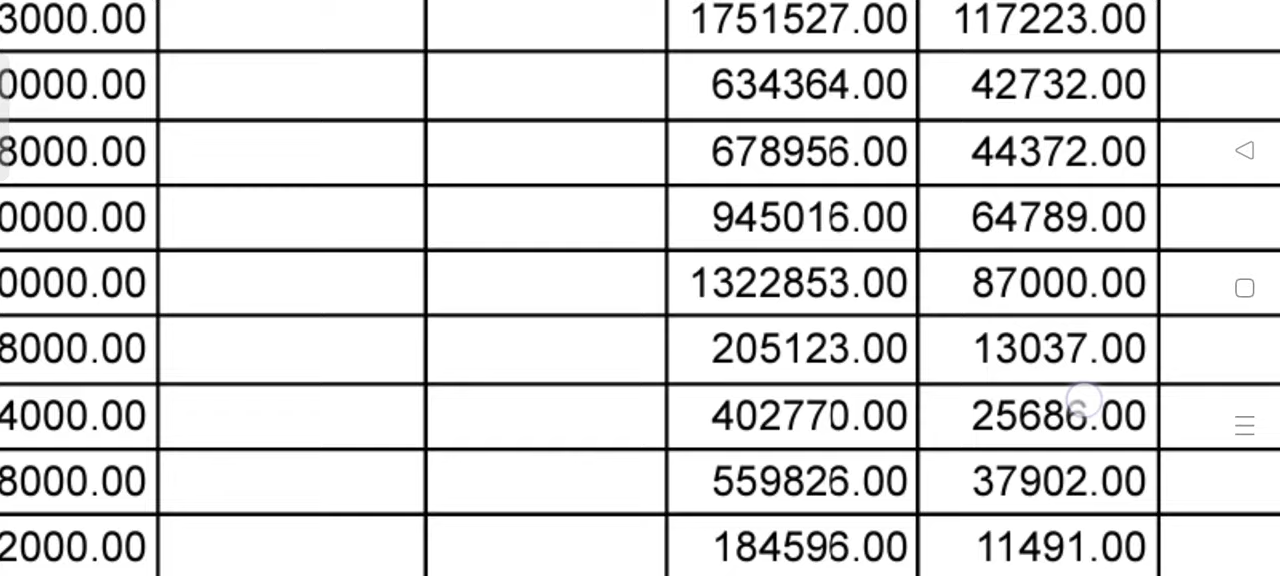 3000.00 1751527.00 117223.00
0000.00 634364.00 42732.00
8000.00 678956.00 44372.00
0000.00 945016.00 64789.00
0000.00 1322853.00 87000.00
8000.00 205123.00 13037.00
4000.00 402770.00 25686.00
8000.00 559826.00 37902.00
2000.00 184596.00 11491.00